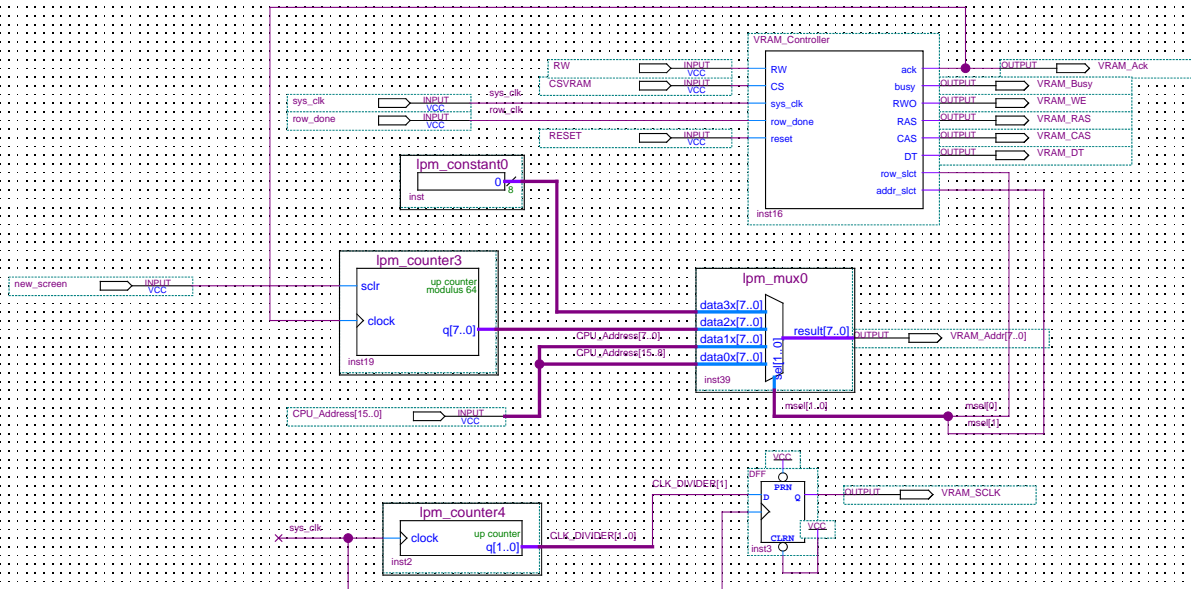 VRAM_Controller
RW INPUT VCC
CSVRAM INPUT VCC
sys_clk INPUT VCC sys_clk
row_done INPUT VCC row_clk
RESET INPUT VCC
RW ack OUTPUT VRAM_Ack
CS busy OUTPUT VRAM_Busy
sys_clk RWO OUTPUT VRAM_WE
row_done RAS OUTPUT VRAM_RAS
reset CAS OUTPUT VRAM_CAS
DT OUTPUT VRAM_DT
row_slct
addr_slct
inst16
lpm_constant0
0
8
inst
lpm_counter3
new_screen INPUT VCC
sclr up counter
modulus 64
clock q[7..0]
inst19
lpm_mux0
data3x[7..0]
data2x[7..0]
CPU_Address[7..0] data1x[7..0]
CPU_Address[15..8] data0x[7..0]
result[7..0] OUTPUT VRAM_Addr[7..0]
sel[1..0]
inst39
CPU_Address[15..0] INPUT VCC
msel[1..0] msel[0]
msel[1]
VCC
DFF
PRN
CLK_DIVIDER[1] D Q OUTPUT VRAM_SCLK
VCC
CLRN
inst3
lpm_counter4
sys_clk clock up counter
q[1..0] CLK_DIVIDER[1..0]
inst2